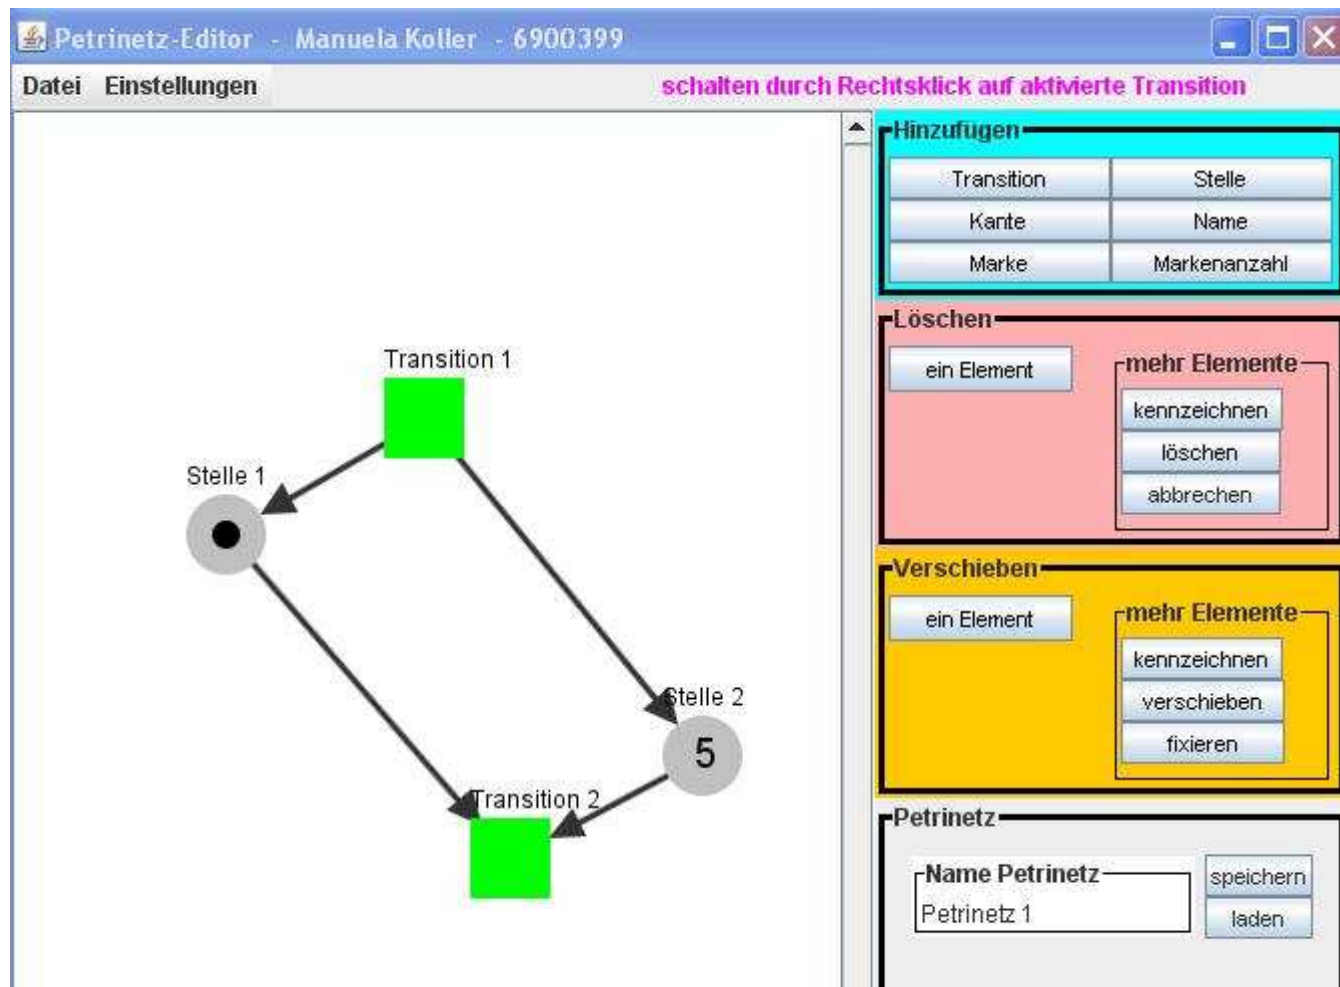 Petrinetz-Editor - Manuela Koller - 6900399
Datei Einstellungen schalten durch Rechtsklick auf aktivierte Transition
Transition 1
Stelle 1
Stelle 2
5
Transition 2
Hinzufügen
Transition Stelle
Kante Name
Marke Markenanzahl
Löschen
ein Element
mehr Elemente
kennzeichnen
löschen
abbrechen
Verschieben
ein Element
mehr Elemente
kennzeichnen
verschieben
fixieren
Petrinetz
Name Petrinetz
Petrinetz 1
speichern
laden